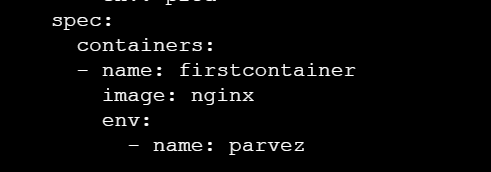 spec:
containers:
- name: firstcontainer
image: nginx
env:
- name: parvez